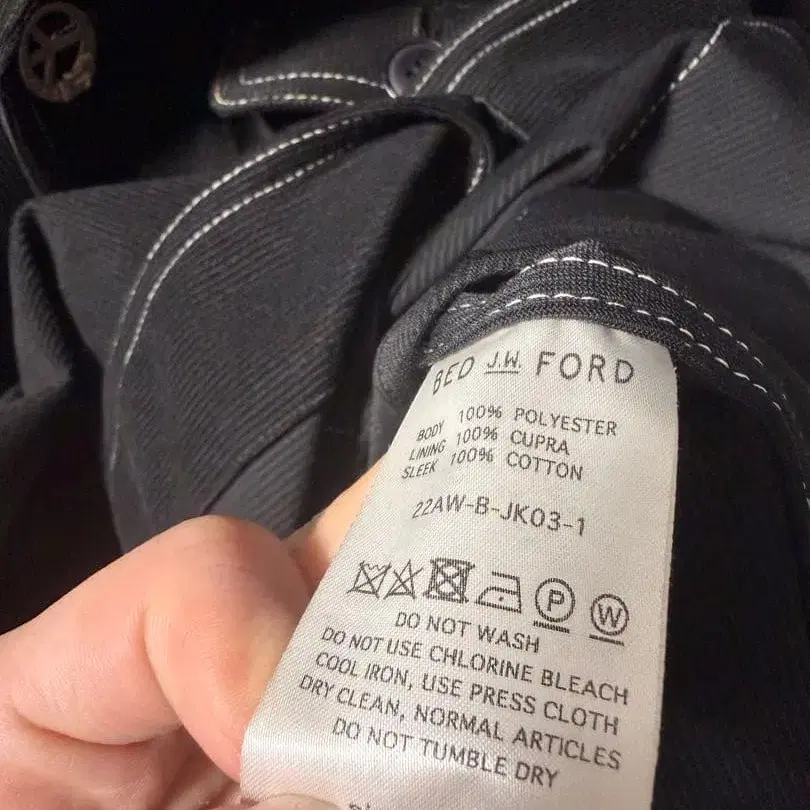 BED J.W. FORD
BODY 100% POLYESTER
LINING 100% CUPRA
SLEEK 100% COTTON
22AW-B-JK03-1
P W
DO NOT WASH
DO NOT USE CHLORINE BLEACH
COOL IRON, USE PRESS CLOTH
DRY CLEAN, NORMAL ARTICLES
DO NOT TUMBLE DRY